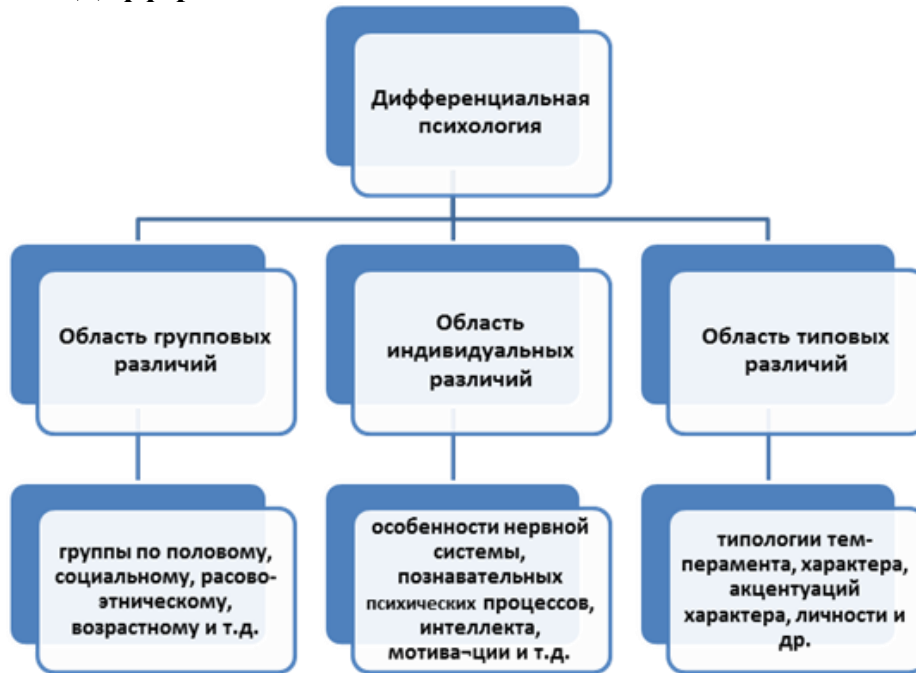 Дифференциальная
психология
Область групповых
различий
Область
индивидуальных
различий
Область типовых
различий
группы по половому,
социальному, расово-
этническому,
возрастному и т.д.
особенности нервной
системы,
познавательных
психических процессов,
интеллекта,
мотива¬ции и т.д.
типологии тем-
перамента, характера,
акцентуаций
характера, личности и
др.